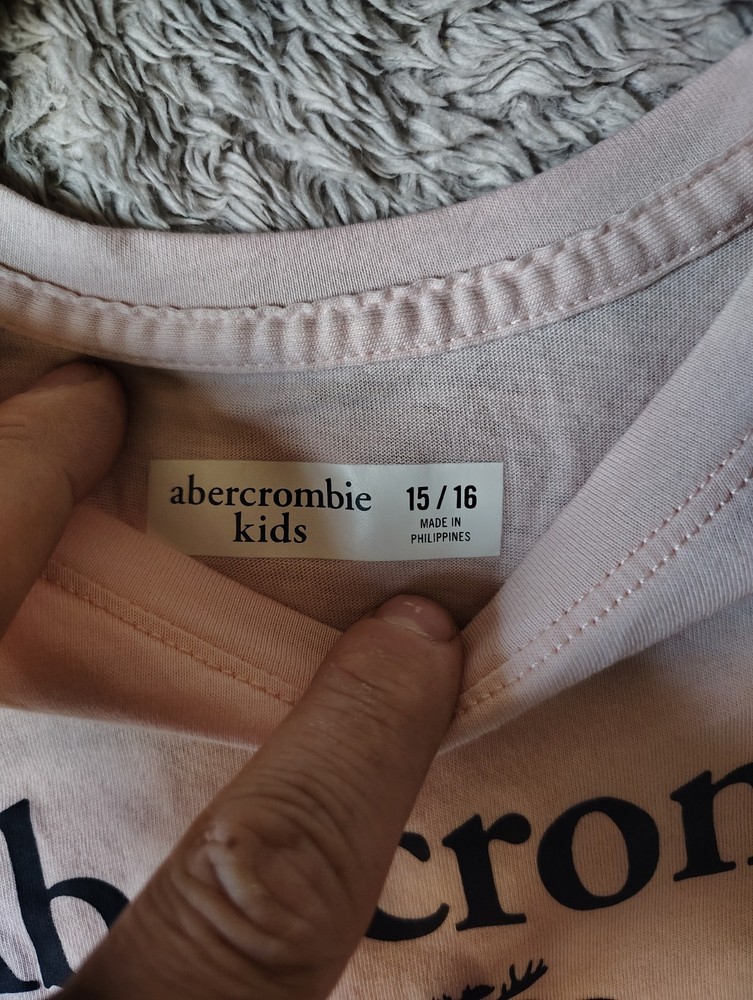 abercrombie
kids
15 / 16
MADE IN
PHILIPPINES